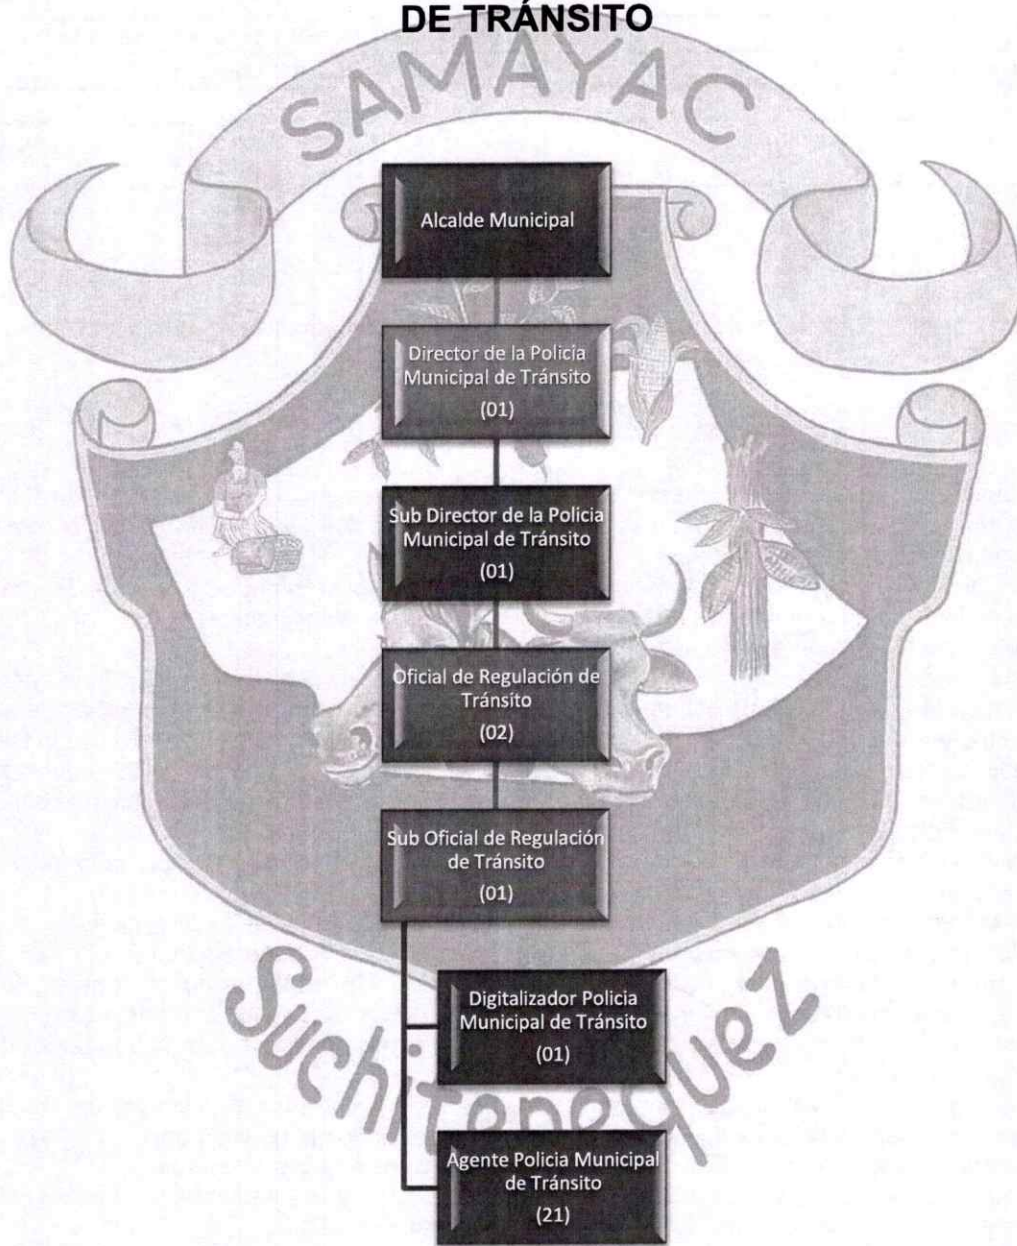 DE TRÁNSITO
SAMAYAC
Alcalde Municipal
Director de la Policia
Municipal de Tránsito
(01)
Sub Director de la Policia
Municipal de Tránsito
(01)
Oficial de Regulación de
Tránsito
(02)
Sub Oficial de Regulación
de Tránsito
(01)
Digitalizador Policia
Municipal de Tránsito
(01)
Agente Policia Municipal
de Tránsito
(21)
Suchitepequez